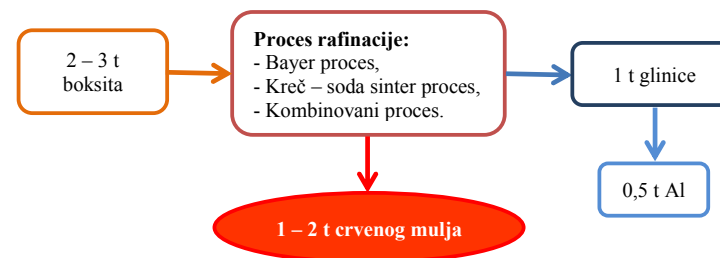 2 – 3 t
boksita
Proces rafinacije:
- Bayer proces,
- Kreč – soda sinter proces,
- Kombinovani proces.
1 t glinice
0,5 t Al
1 – 2 t crvenog mulja